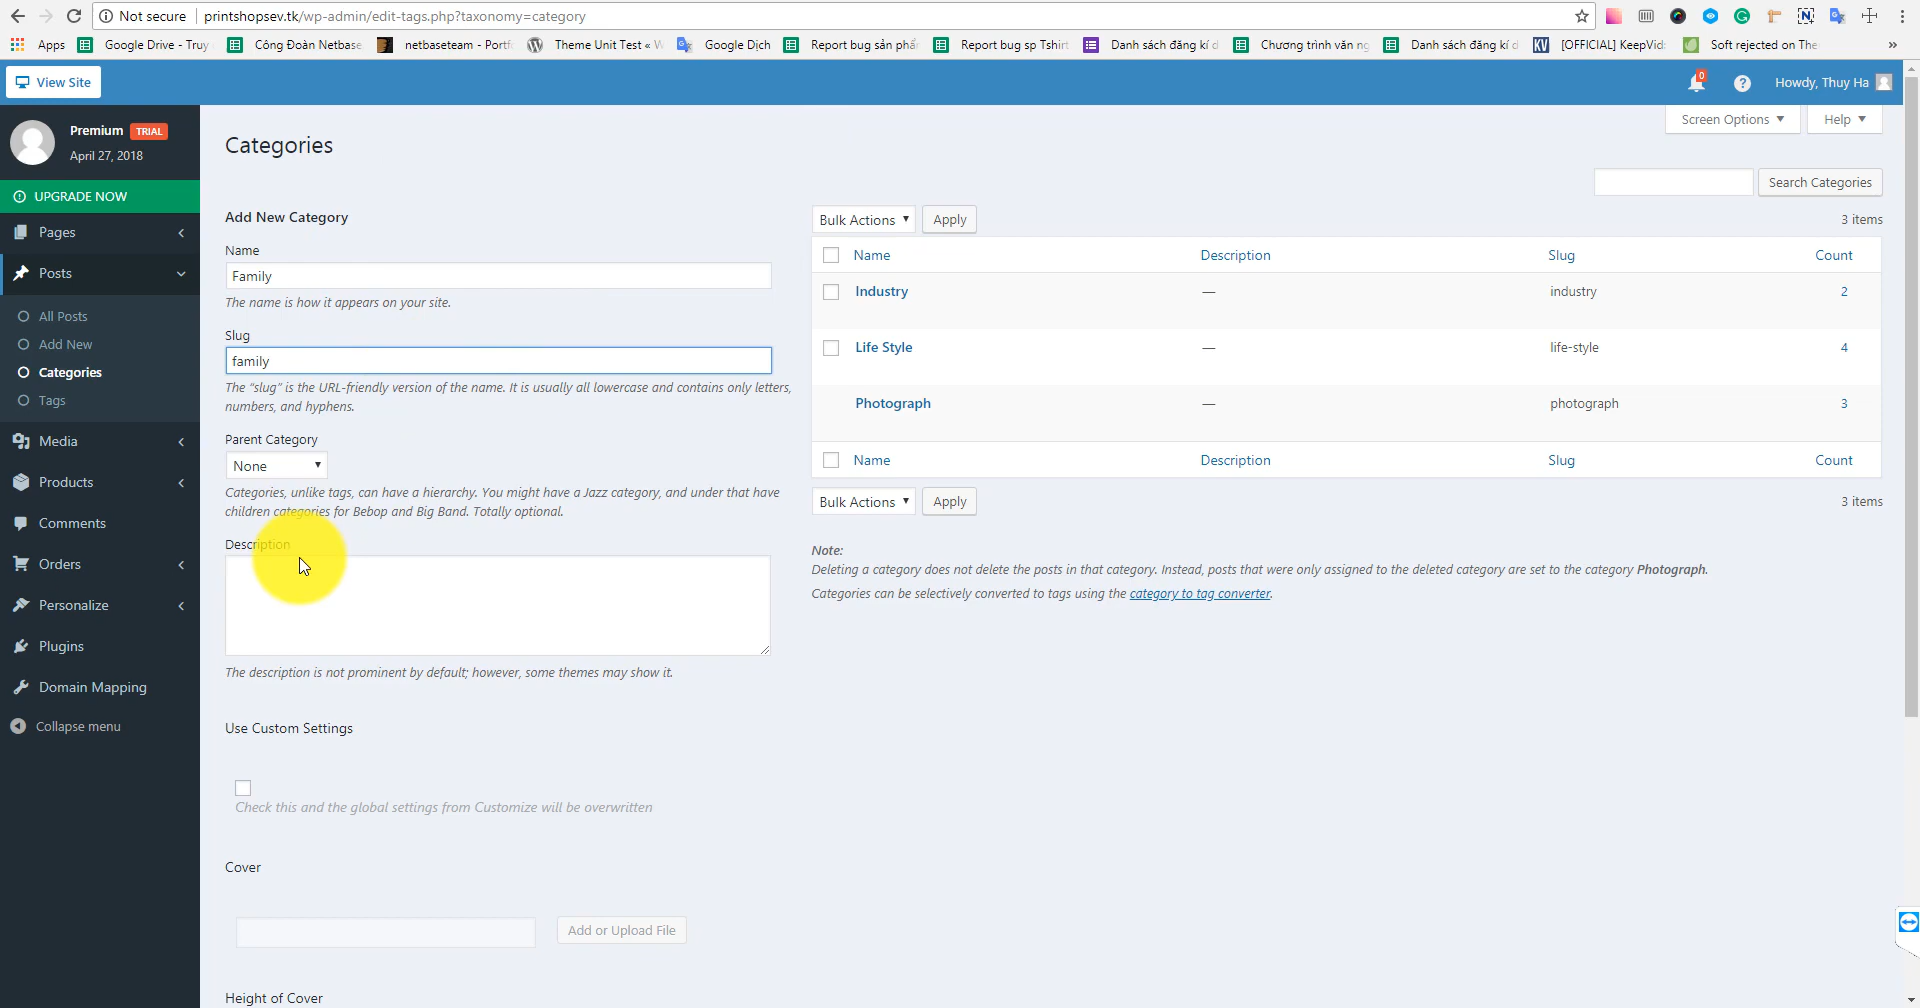 Not secure printshopsev.tk/wp-admin/edit-tags.php?taxonomy=category
Apps Google Drive - Truy Công Đoàn Netbase netbaseteam - Portfo Theme Unit Test « W Google Dịch Report bug sản phẩ Report bug sp Tshirt Danh sách đăng kí d Chương trình văn ng Danh sách đăng kí d KV [OFFICIAL] KeepVid Soft rejected on The »
View Site 0 ? Howdy, Thuy Ha
Premium TRIAL
April 27, 2018
UPGRADE NOW
Pages
Posts
All Posts
Add New
Categories
Tags
Media
Products
Comments
Orders
Personalize
Plugins
Domain Mapping
Collapse menu
Screen Options Help
Categories
Search Categories
Add New Category
Name
Family
The name is how it appears on your site.
Slug
family
The “slug” is the URL-friendly version of the name. It is usually all lowercase and contains only letters,
numbers, and hyphens.
Parent Category
None
Categories, unlike tags, can have a hierarchy. You might have a Jazz category, and under that have
children categories for Bebop and Big Band. Totally optional.
Description
The description is not prominent by default; however, some themes may show it.
Use Custom Settings
Check this and the global settings from Customize will be overwritten
Cover
Add or Upload File
Height of Cover
Bulk Actions Apply 3 items
Name Description Slug Count
Industry — industry 2
Life Style — life-style 4
Photograph — photograph 3
Name Description Slug Count
Bulk Actions Apply 3 items
Note:
Deleting a category does not delete the posts in that category. Instead, posts that were only assigned to the deleted category are set to the category Photograph.
Categories can be selectively converted to tags using the category to tag converter.